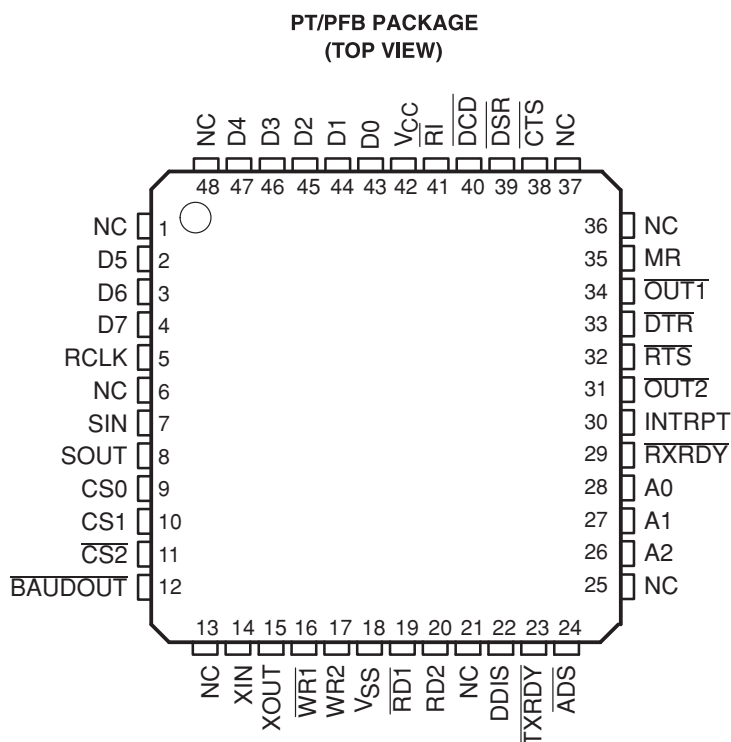 PT/PFB PACKAGE
(TOP VIEW)
NC D4 D3 D2 D1 D0 VCC RI DCD DSR CTS NC
48 47 46 45 44 43 42 41 40 39 38 37
NC 1 36 NC
D5 2 35 MR
D6 3 34 OUT1
D7 4 33 DTR
RCLK 5 32 RTS
NC 6 31 OUT2
SIN 7 30 INTRPT
SOUT 8 29 RXRDY
CS0 9 28 A0
CS1 10 27 A1
CS2 11 26 A2
BAUDOUT 12 25 NC
13 14 15 16 17 18 19 20 21 22 23 24
NC XIN XOUT WR1 WR2 VSS RD1 RD2 NC DDIS TXRDY ADS